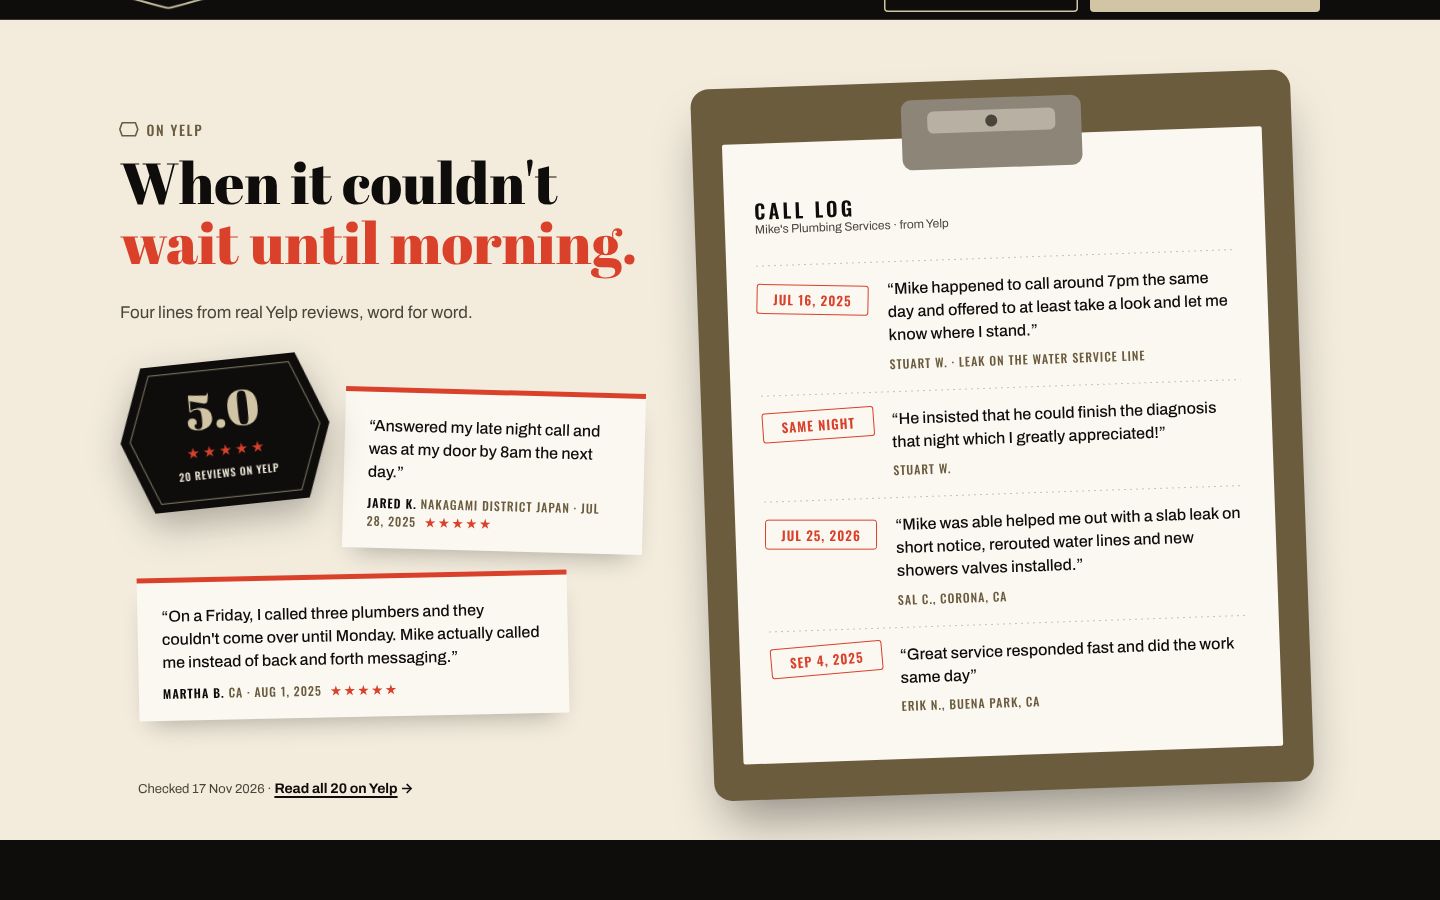 ON YELP
When it couldn't
wait until morning.
Four lines from real Yelp reviews, word for word.
5.0
★★★★★
20 REVIEWS ON YELP
“Answered my late night call and
was at my door by 8am the next
day.”
JARED K. NAKAGAMI DISTRICT JAPAN · JUL
28, 2025 ★★★★★
“On a Friday, I called three plumbers and they
couldn't come over until Monday. Mike actually called
me instead of back and forth messaging.”
MARTHA B. CA · AUG 1, 2025 ★★★★★
Checked 17 Nov 2026 · Read all 20 on Yelp →
CALL LOG
Mike's Plumbing Services · from Yelp
JUL 16, 2025
“Mike happened to call around 7pm the same
day and offered to at least take a look and let me
know where I stand.”
STUART W. · LEAK ON THE WATER SERVICE LINE
SAME NIGHT
“He insisted that he could finish the diagnosis
that night which I greatly appreciated!”
STUART W.
JUL 25, 2026
“Mike was able helped me out with a slab leak on
short notice, rerouted water lines and new
showers valves installed.”
SAL C., CORONA, CA
SEP 4, 2025
“Great service responded fast and did the work
same day”
ERIK N., BUENA PARK, CA